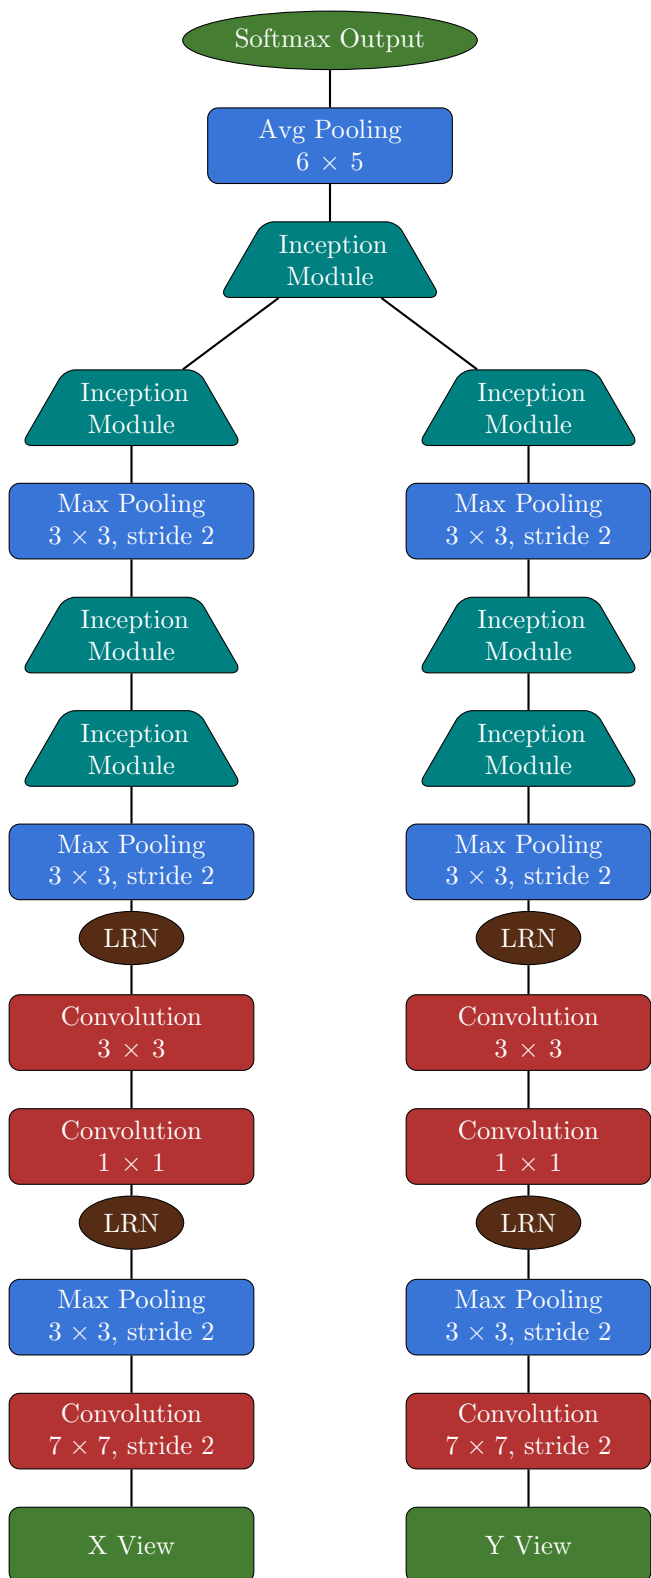 Softmax Output
Avg Pooling
6 × 5
Inception
Module
Inception
Module
Inception
Module
Max Pooling
3 × 3, stride 2
Max Pooling
3 × 3, stride 2
Inception
Module
Inception
Module
Inception
Module
Inception
Module
Max Pooling
3 × 3, stride 2
Max Pooling
3 × 3, stride 2
LRN
LRN
Convolution
3 × 3
Convolution
3 × 3
Convolution
1 × 1
Convolution
1 × 1
LRN
LRN
Max Pooling
3 × 3, stride 2
Max Pooling
3 × 3, stride 2
Convolution
7 × 7, stride 2
Convolution
7 × 7, stride 2
X View
Y View